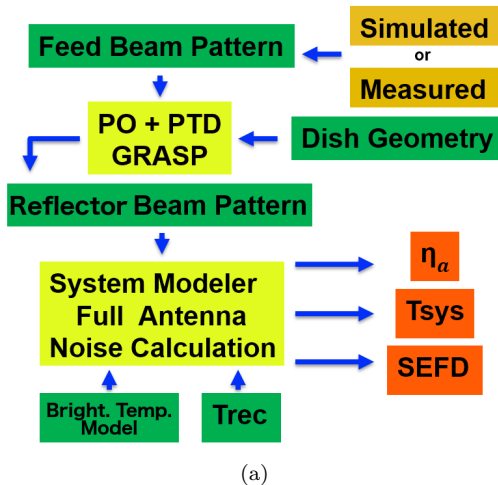 Feed Beam Pattern
Simulated
or
Measured
PO + PTD
GRASP
Dish Geometry
Reflector Beam Pattern
System Modeler
Full Antenna
Noise Calculation
ηₐ
Tsys
SEFD
Bright. Temp.
Model
Trec
(a)